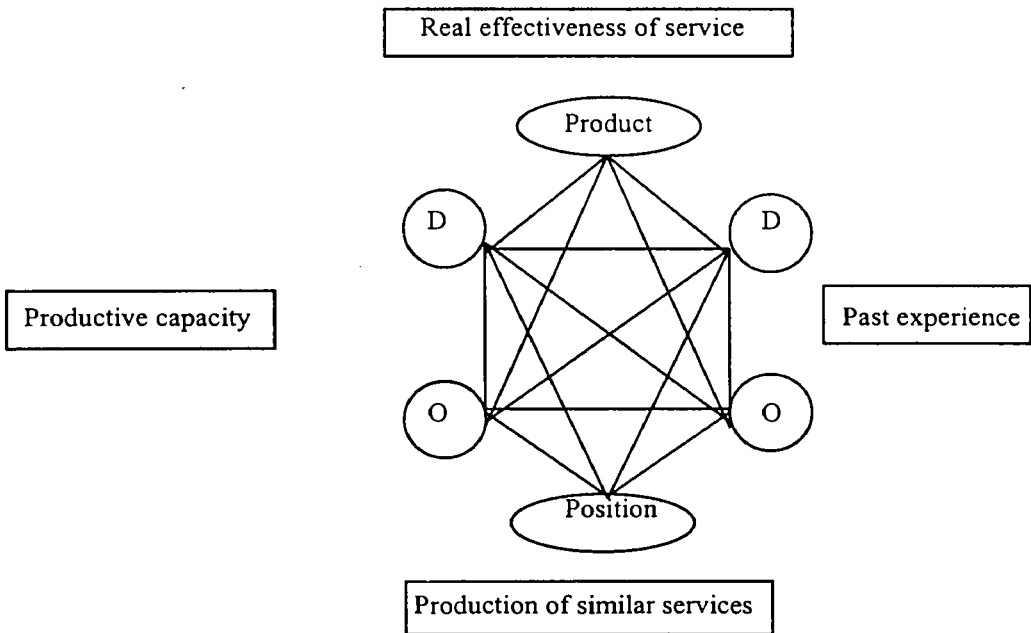 Real effectiveness of service
Product
D
D
Productive capacity
Past experience
O
O
Position
Production of similar services